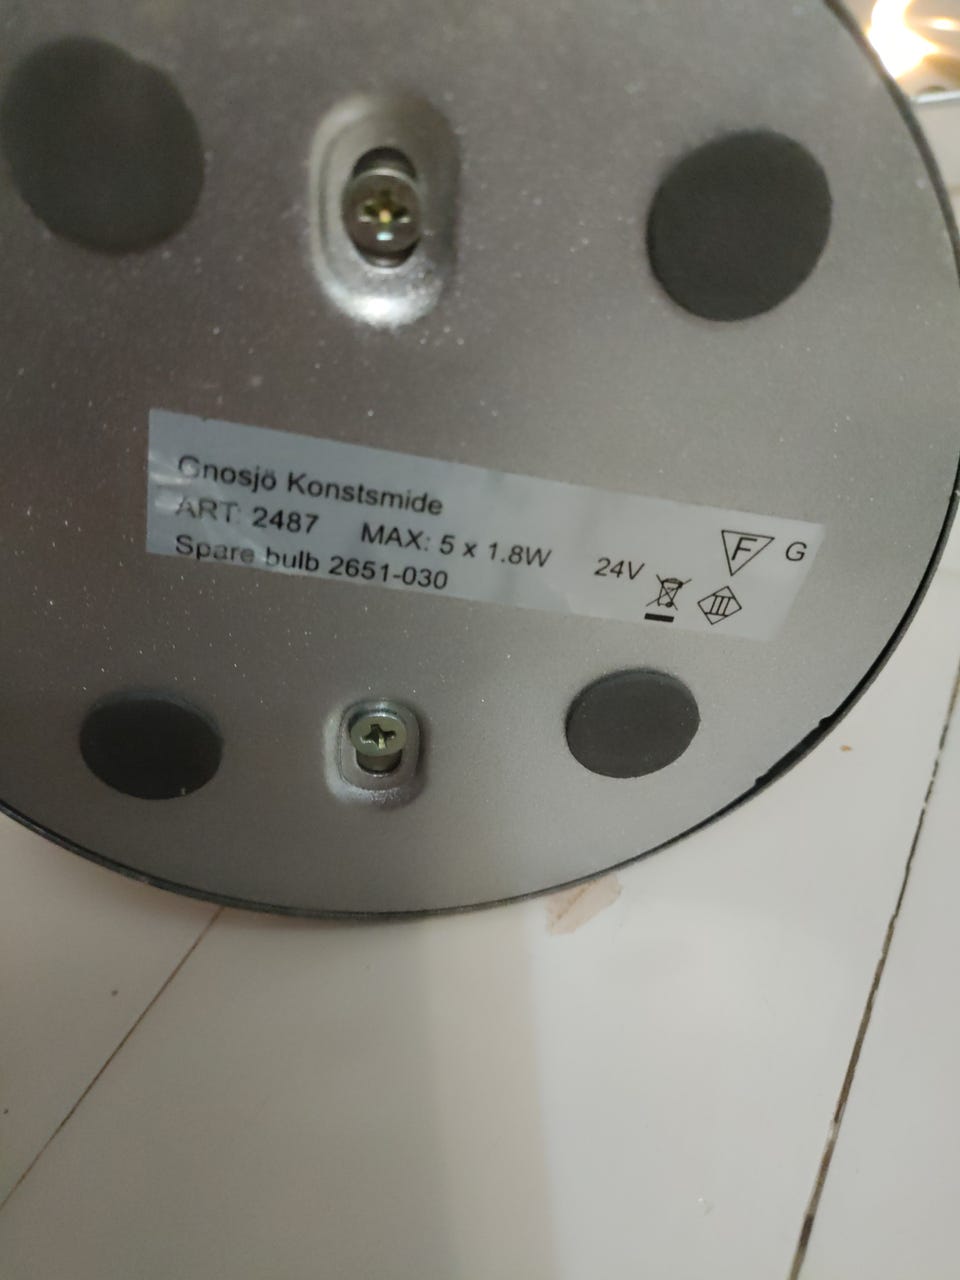 Gnosjö Konstsmide
ART: 2487 MAX: 5 x 1.8W 24V F G
Spare bulb 2651-030 III